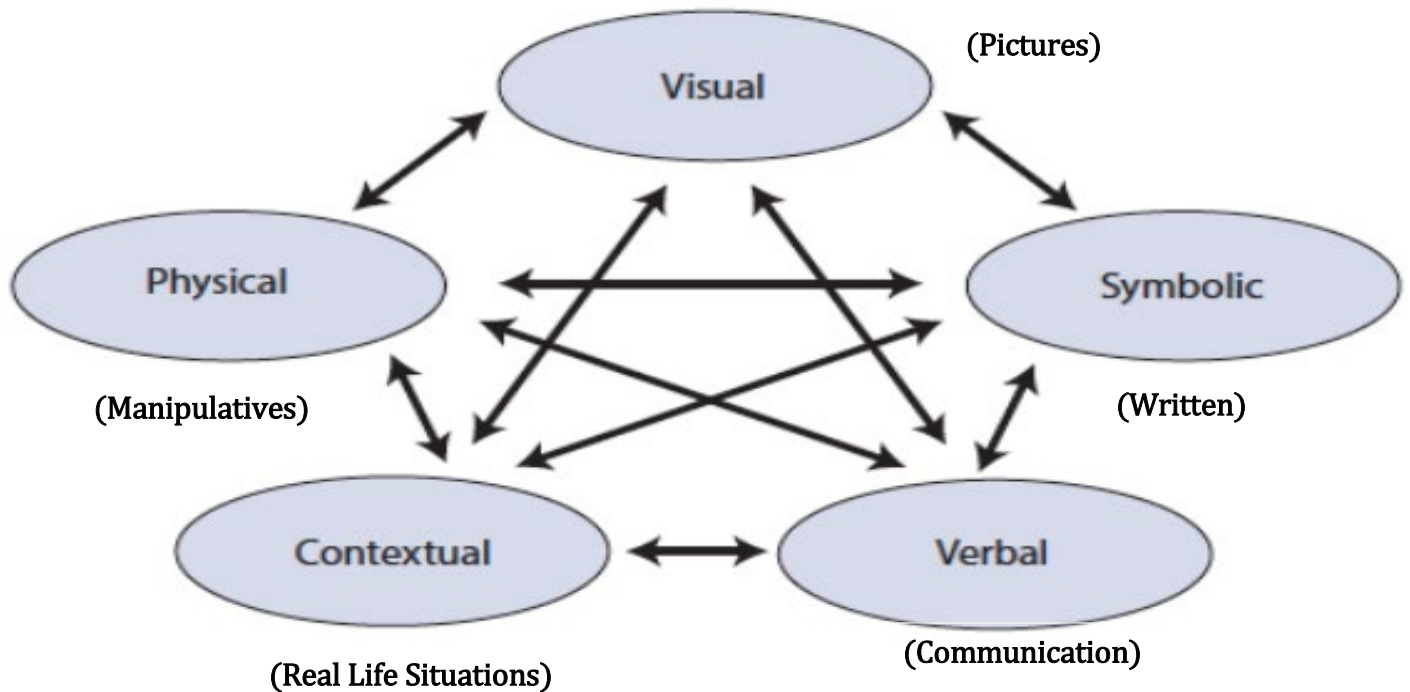 Visual
(Pictures)
Physical
Symbolic
(Manipulatives)
(Written)
Contextual
Verbal
(Real Life Situations)
(Communication)